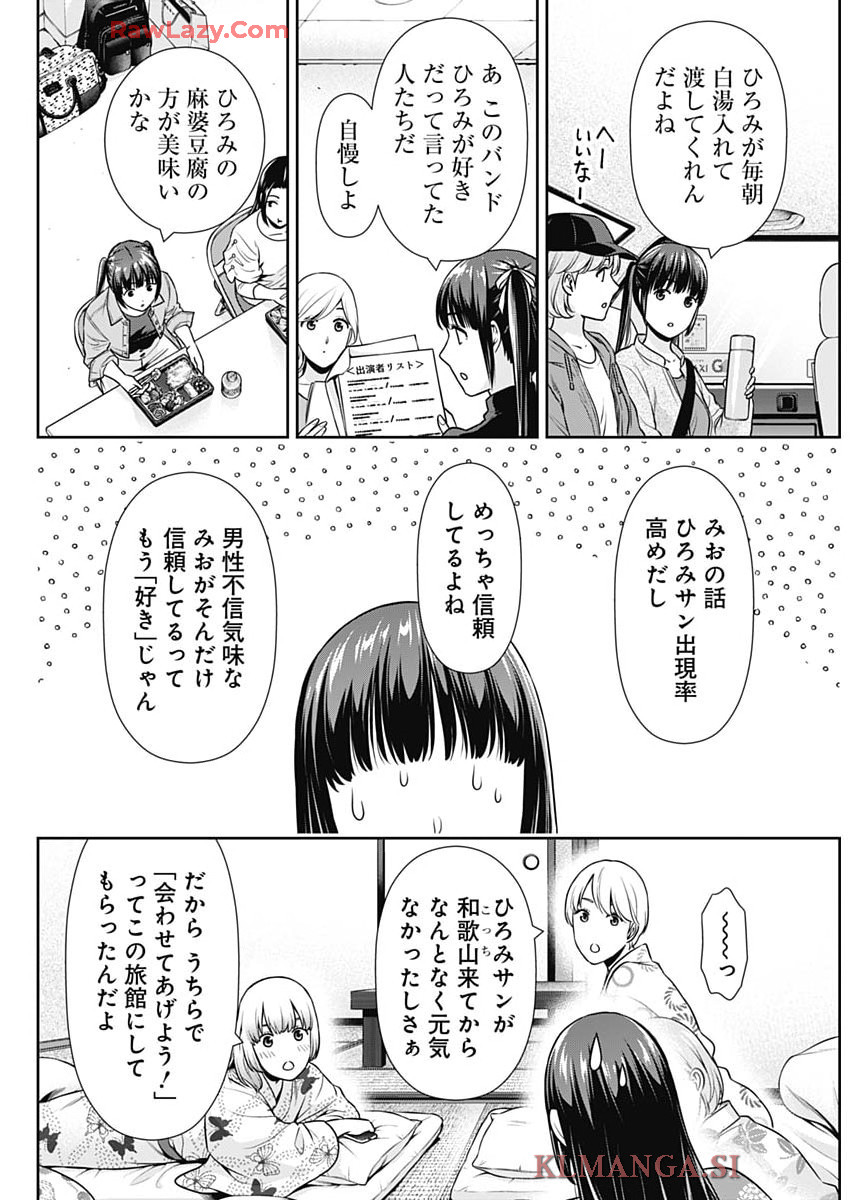 RawLazy.Com
ひろみが毎朝
白湯入れて
渡してくれん
だよね
へー
いいなー
XI G
あ このバンド
ひろみが好き
だって言ってた
人たちだ
自慢しよ
<出演者リスト>
ひろみの
麻婆豆腐の
方が美味い
かな
みおの話
ひろみサン出現率
高めだし
めっちゃ信頼
してるよね
男性不信気味な
みおがそんだけ
信頼してるって
もう「好き」じゃん
〜〜〜っ
ひろみサンが
和歌山来てから
こっち
なんとなく元気
なかったしさぁ
だから うちらで
「会わせてあげよう!」
ってこの旅館にして
もらったんだよ
KLMANGA.SI